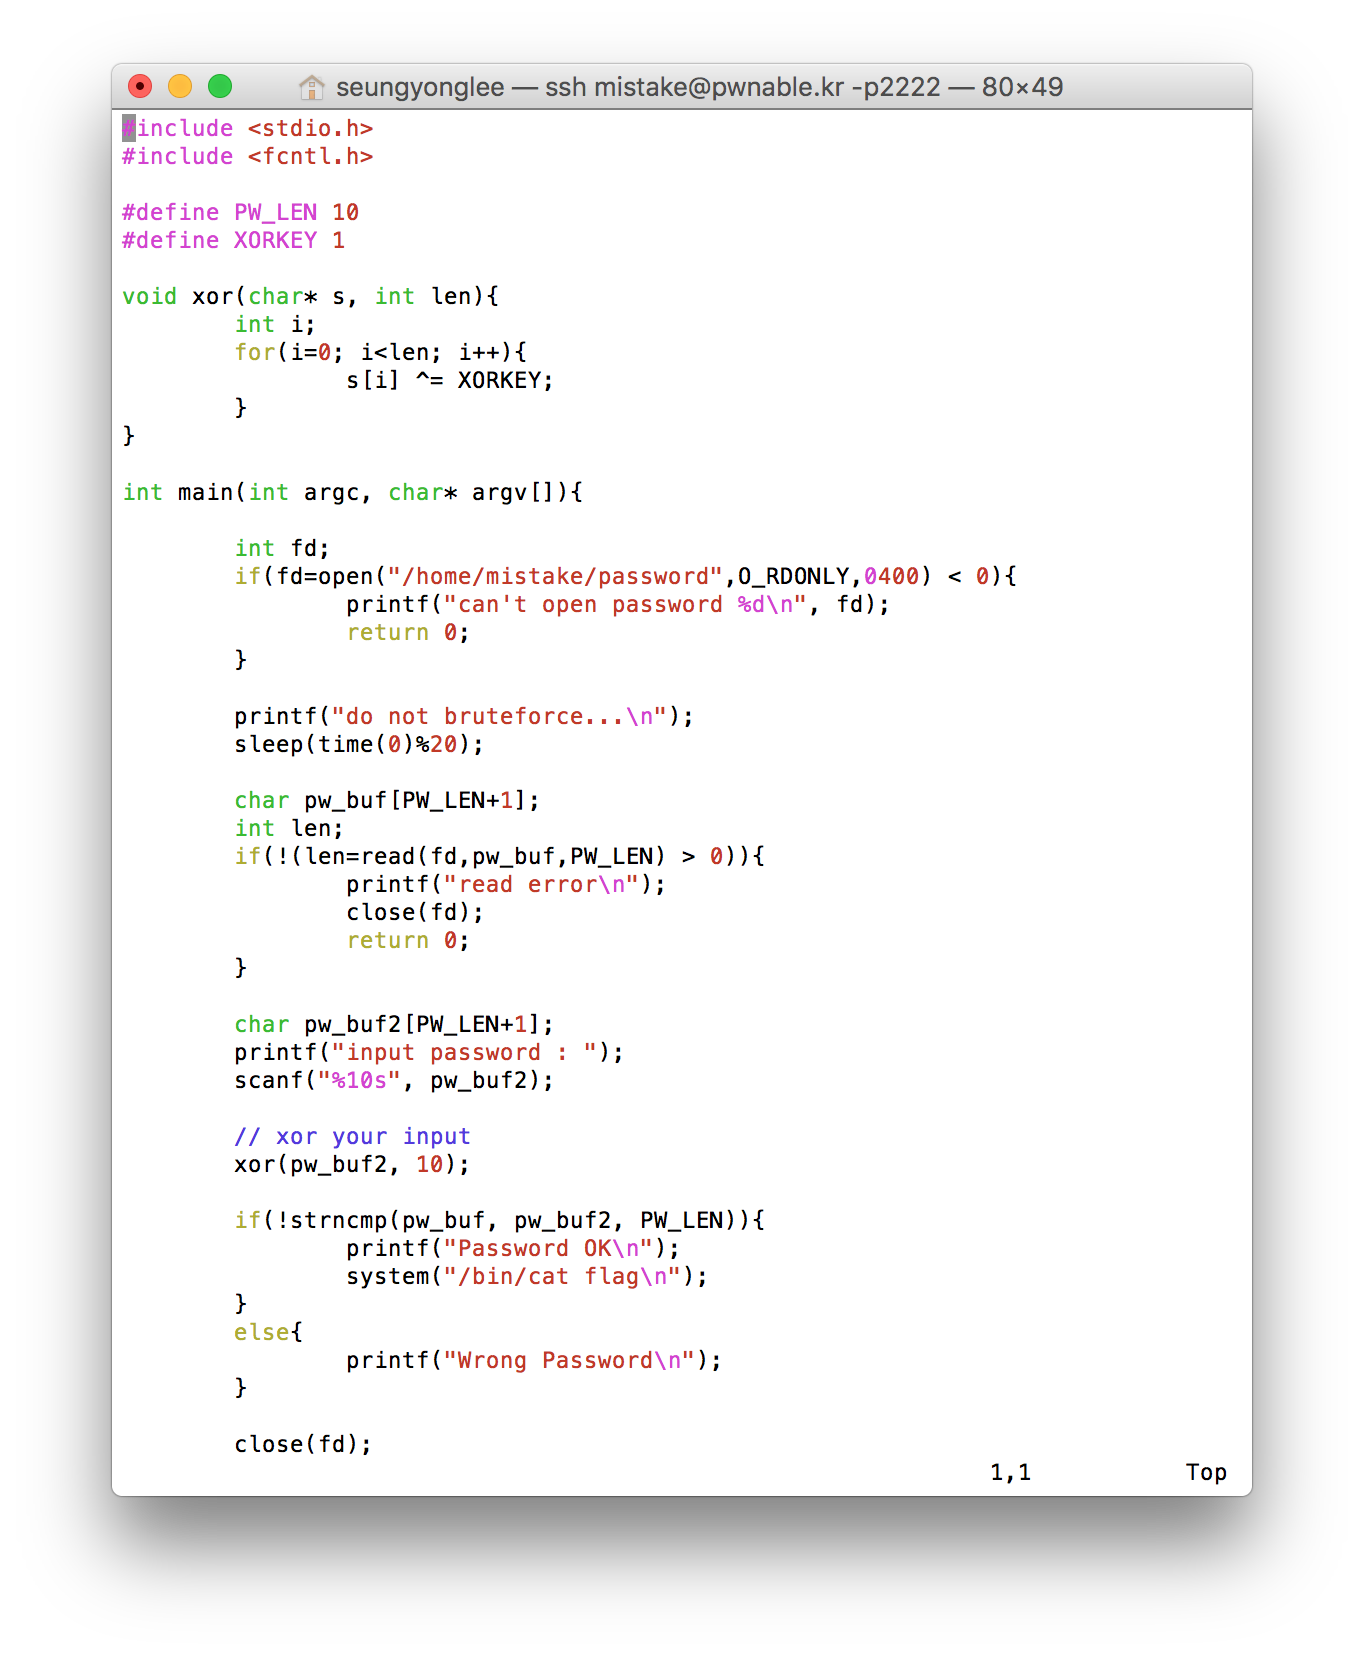 seungyonglee — ssh mistake@pwnable.kr -p2222 — 80×49
#include <stdio.h>
#include <fcntl.h>

#define PW_LEN 10
#define XORKEY 1

void xor(char* s, int len){
        int i;
        for(i=0; i<len; i++){
                s[i] ^= XORKEY;
        }
}

int main(int argc, char* argv[]){

        int fd;
        if(fd=open("/home/mistake/password",O_RDONLY,0400) < 0){
                printf("can't open password %d\n", fd);
                return 0;
        }

        printf("do not bruteforce...\n");
        sleep(time(0)%20);

        char pw_buf[PW_LEN+1];
        int len;
        if(!(len=read(fd,pw_buf,PW_LEN) > 0)){
                printf("read error\n");
                close(fd);
                return 0;
        }

        char pw_buf2[PW_LEN+1];
        printf("input password : ");
        scanf("%10s", pw_buf2);

        // xor your input
        xor(pw_buf2, 10);

        if(!strncmp(pw_buf, pw_buf2, PW_LEN)){
                printf("Password OK\n");
                system("/bin/cat flag\n");
        }
        else{
                printf("Wrong Password\n");
        }

        close(fd);
1,1 Top